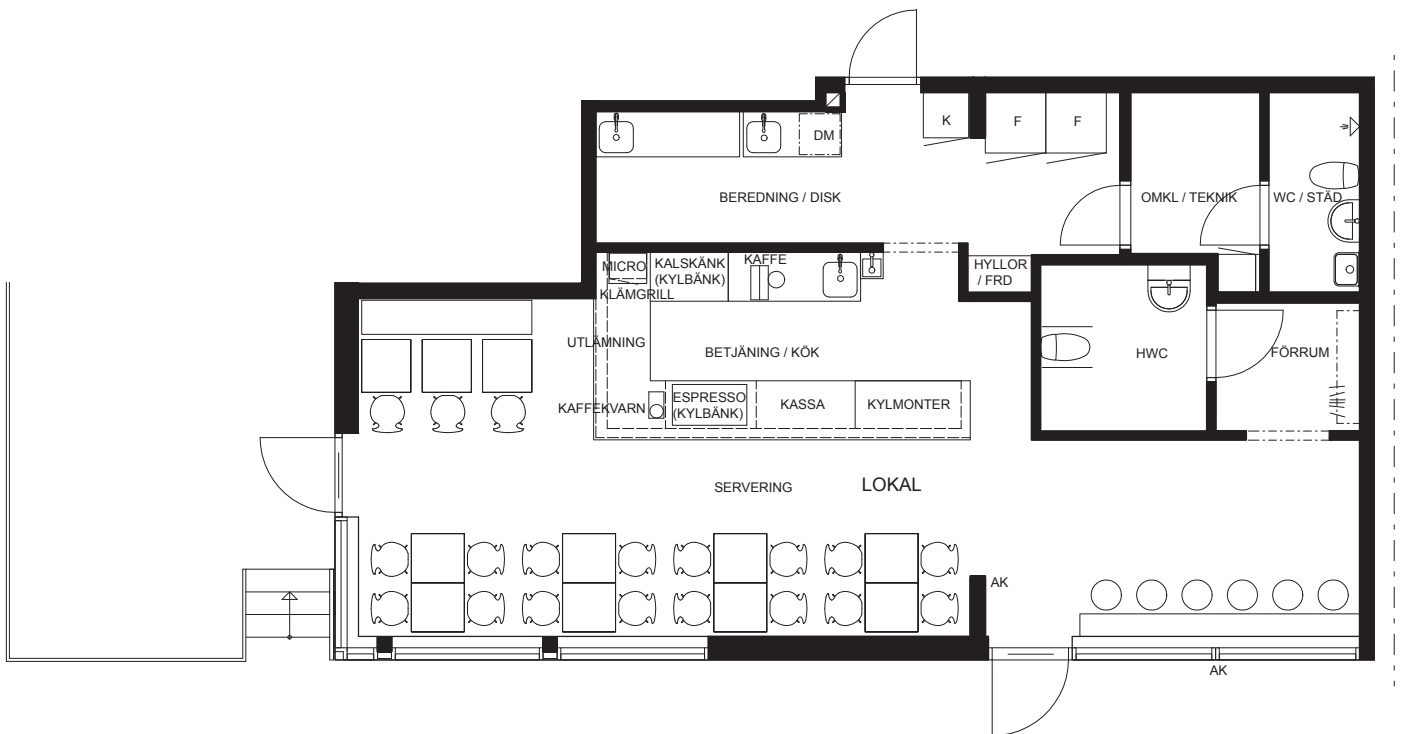 K
F
F
DM
BEREDNING / DISK
OMKL / TEKNIK
WC / STÄD
MICRO
KALSKÄNK
(KYLBÄNK)
KAFFE
HYLLOR
/ FRD
KLÄMGRILL
UTLÄMNING
BETJÄNING / KÖK
HWC
FÖRRUM
KAFFEKVARN
ESPRESSO
(KYLBÄNK)
KASSA
KYLMONTER
SERVERING
LOKAL
AK
AK